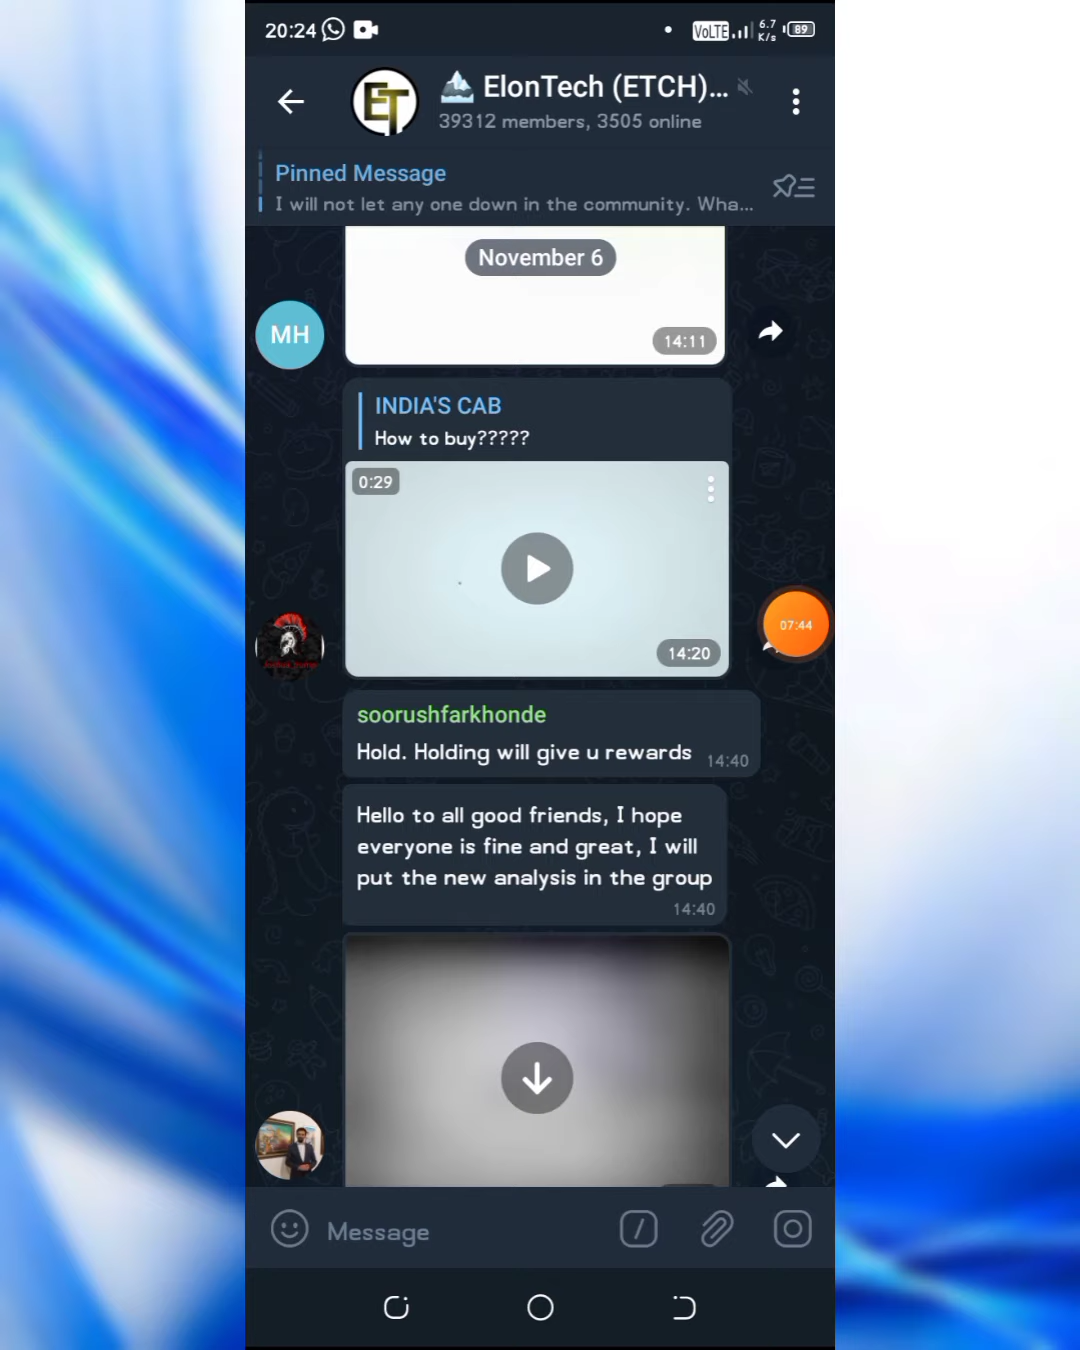 20:24
VoLTE
6.7
K/s
89
ET
ElonTech (ETCH)...
39312 members, 3505 online
Pinned Message
I will not let any one down in the community. Wha...
November 6
MH
14:11
INDIA'S CAB
How to buy?????
0:29
07:44
14:20
soorushfarkhonde
Hold. Holding will give u rewards 14:40
Hello to all good friends, I hope
everyone is fine and great, I will
put the new analysis in the group
14:40
Message